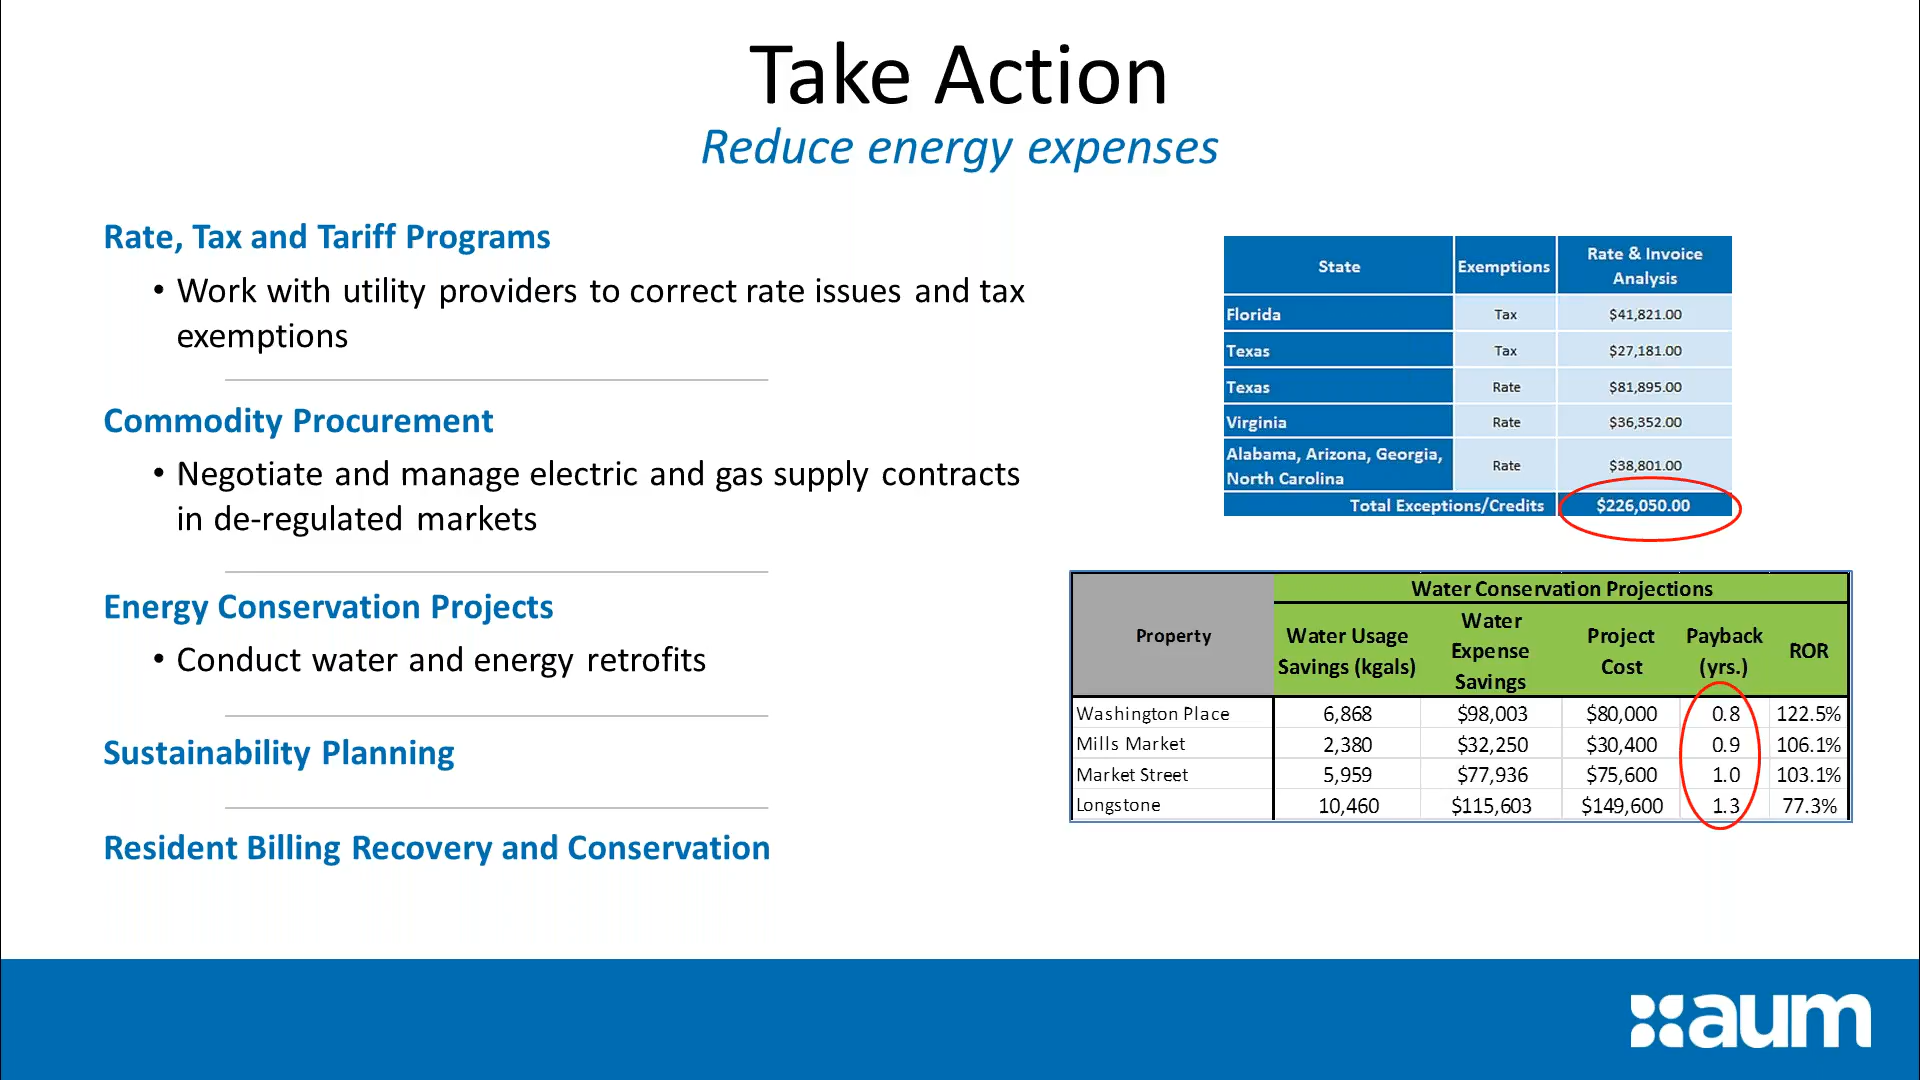 Take Action
Reduce energy expenses
Rate, Tax and Tariff Programs
• Work with utility providers to correct rate issues and tax
exemptions
Commodity Procurement
• Negotiate and manage electric and gas supply contracts
in de-regulated markets
Energy Conservation Projects
• Conduct water and energy retrofits
Sustainability Planning
Resident Billing Recovery and Conservation
State Exemptions Rate & Invoice
Analysis
Florida Tax $41,821.00
Texas Tax $27,181.00
Texas Rate $81,895.00
Virginia Rate $36,352.00
Alabama, Arizona, Georgia,
North Carolina Rate $38,801.00
Total Exceptions/Credits $226,050.00
Water Conservation Projections
Property Water Usage
Savings (kgals) Water
Expense
Savings Project
Cost Payback
(yrs.) ROR
Washington Place 6,868 $98,003 $80,000 0.8 122.5%
Mills Market 2,380 $32,250 $30,400 0.9 106.1%
Market Street 5,959 $77,936 $75,600 1.0 103.1%
Longstone 10,460 $115,603 $149,600 1.3 77.3%
aum